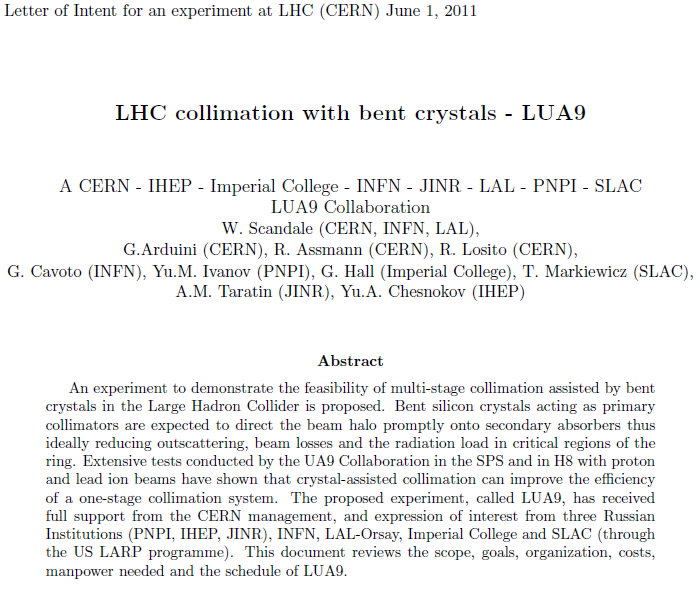 Letter of Intent for an experiment at LHC (CERN) June 1, 2011
LHC collimation with bent crystals - LUA9
A CERN - IHEP - Imperial College - INFN - JINR - LAL - PNPI - SLAC
LUA9 Collaboration
W. Scandale (CERN, INFN, LAL),
G.Arduini (CERN), R. Assmann (CERN), R. Losito (CERN),
G. Cavoto (INFN), Yu.M. Ivanov (PNPI), G. Hall (Imperial College), T. Markiewicz (SLAC),
A.M. Taratin (JINR), Yu.A. Chesnokov (IHEP)
Abstract
An experiment to demonstrate the feasibility of multi-stage collimation assisted by bent
crystals in the Large Hadron Collider is proposed. Bent silicon crystals acting as primary
collimators are expected to direct the beam halo promptly onto secondary absorbers thus
ideally reducing outscattering, beam losses and the radiation load in critical regions of the
ring. Extensive tests conducted by the UA9 Collaboration in the SPS and in H8 with proton
and lead ion beams have shown that crystal-assisted collimation can improve the efficiency
of a one-stage collimation system. The proposed experiment, called LUA9, has received
full support from the CERN management, and expression of interest from three Russian
Institutions (PNPI, IHEP, JINR), INFN, LAL-Orsay, Imperial College and SLAC (through
the US LARP programme). This document reviews the scope, goals, organization, costs,
manpower needed and the schedule of LUA9.